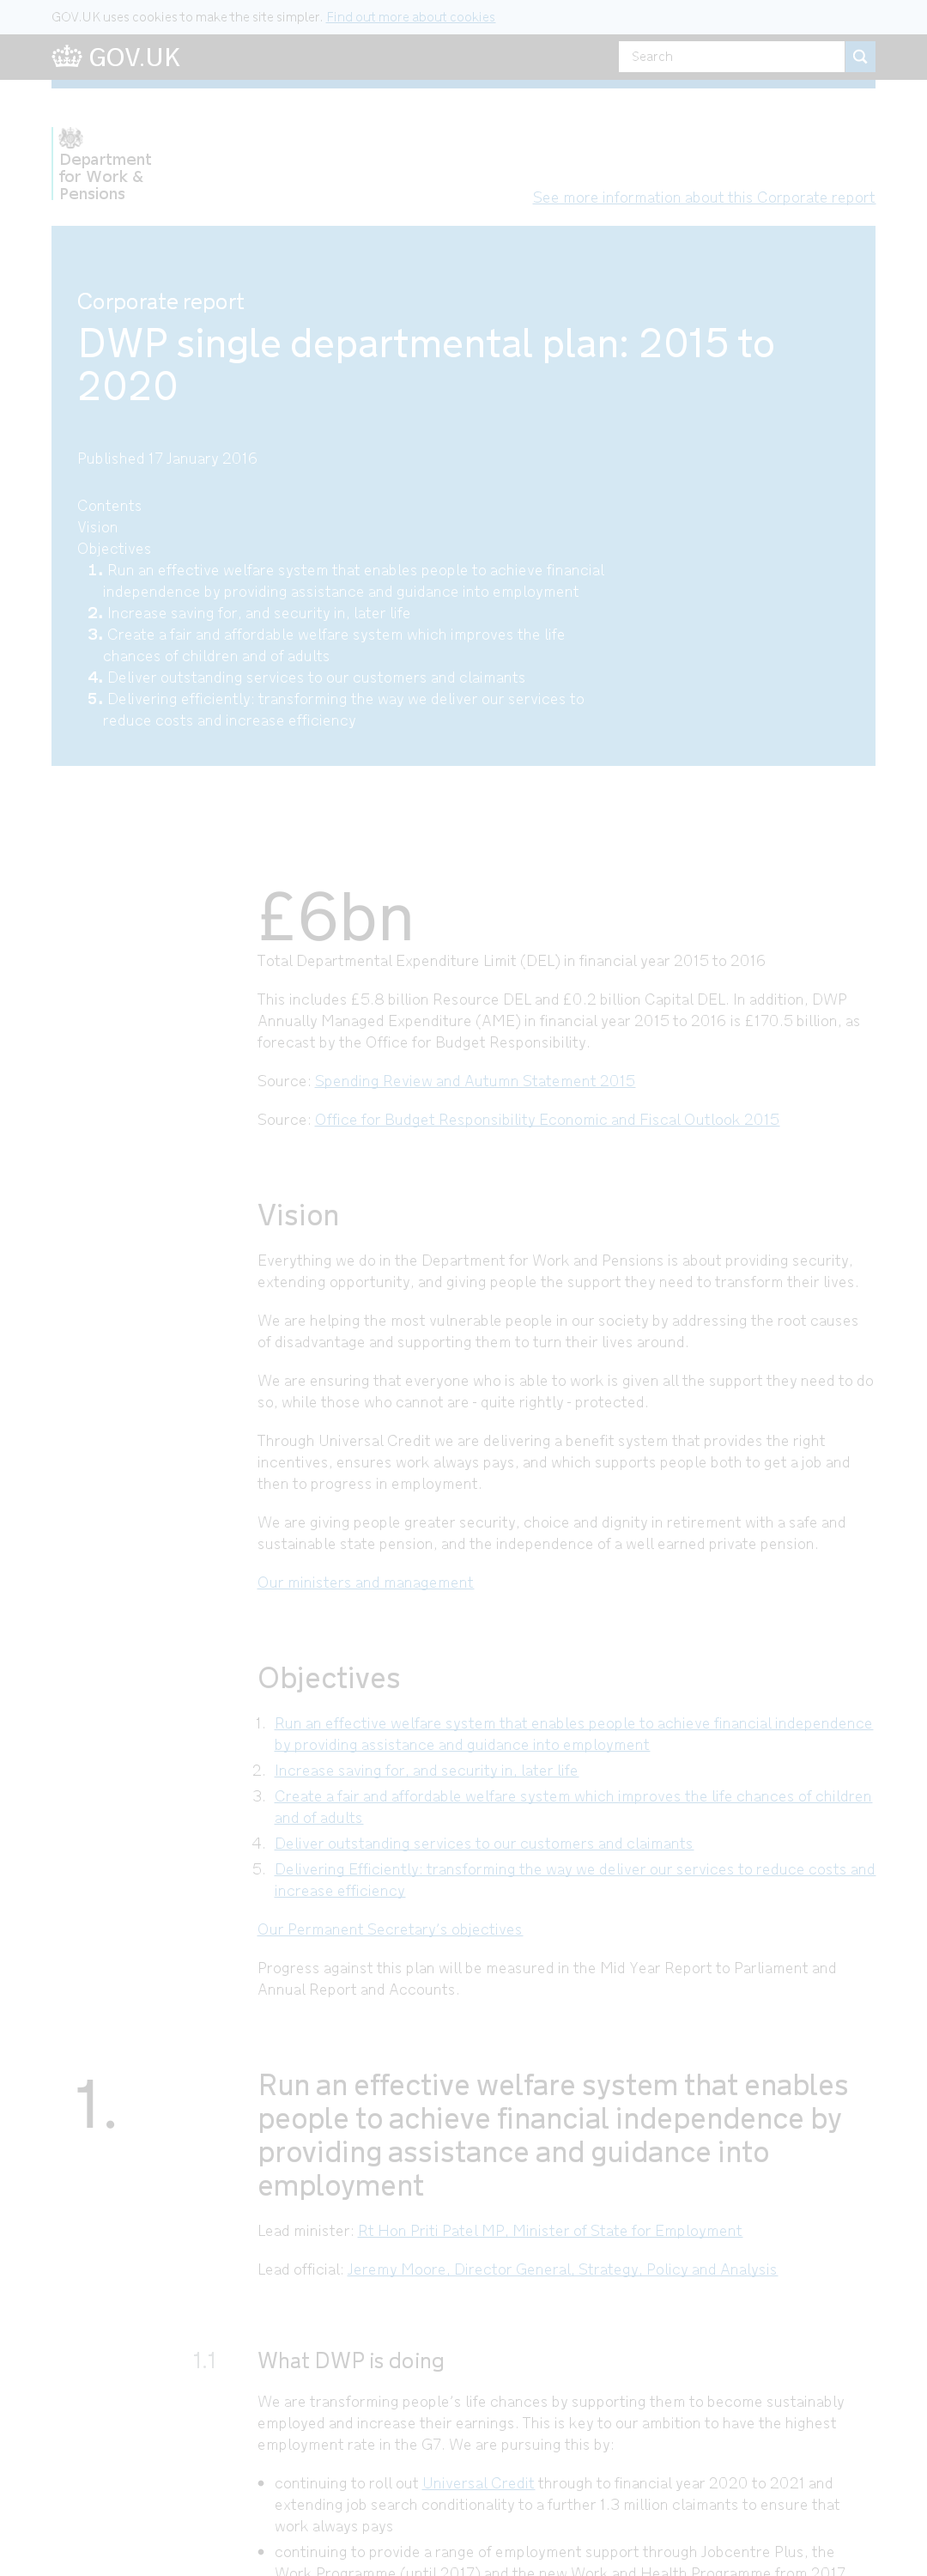 GOV.UK uses cookies to make the site simpler. Find out more about cookies
GOV.UK
Search
Department
for Work &
Pensions
See more information about this Corporate report
Corporate report
DWP single departmental plan: 2015 to
2020
Published 17 January 2016
Contents
Vision
Objectives
1. Run an effective welfare system that enables people to achieve financial
independence by providing assistance and guidance into employment
2. Increase saving for, and security in, later life
3. Create a fair and affordable welfare system which improves the life
chances of children and of adults
4. Deliver outstanding services to our customers and claimants
5. Delivering efficiently: transforming the way we deliver our services to
reduce costs and increase efficiency
£6bn
Total Departmental Expenditure Limit (DEL) in financial year 2015 to 2016
This includes £5.8 billion Resource DEL and £0.2 billion Capital DEL. In addition, DWP
Annually Managed Expenditure (AME) in financial year 2015 to 2016 is £170.5 billion, as
forecast by the Office for Budget Responsibility.
Source: Spending Review and Autumn Statement 2015
Source: Office for Budget Responsibility Economic and Fiscal Outlook 2015
Vision
Everything we do in the Department for Work and Pensions is about providing security,
extending opportunity, and giving people the support they need to transform their lives.
We are helping the most vulnerable people in our society by addressing the root causes
of disadvantage and supporting them to turn their lives around.
We are ensuring that everyone who is able to work is given all the support they need to do
so, while those who cannot are - quite rightly - protected.
Through Universal Credit we are delivering a benefit system that provides the right
incentives, ensures work always pays, and which supports people both to get a job and
then to progress in employment.
We are giving people greater security, choice and dignity in retirement with a safe and
sustainable state pension, and the independence of a well earned private pension.
Our ministers and management
Objectives
1. Run an effective welfare system that enables people to achieve financial independence
by providing assistance and guidance into employment
2. Increase saving for, and security in, later life
3. Create a fair and affordable welfare system which improves the life chances of children
and of adults
4. Deliver outstanding services to our customers and claimants
5. Delivering Efficiently: transforming the way we deliver our services to reduce costs and
increase efficiency
Our Permanent Secretary's objectives
Progress against this plan will be measured in the Mid Year Report to Parliament and
Annual Report and Accounts.
1. Run an effective welfare system that enables
people to achieve financial independence by
providing assistance and guidance into
employment
Lead minister: Rt Hon Priti Patel MP, Minister of State for Employment
Lead official: Jeremy Moore, Director General, Strategy, Policy and Analysis
1.1 What DWP is doing
We are transforming people's life chances by supporting them to become sustainably
employed and increase their earnings. This is key to our ambition to have the highest
employment rate in the G7. We are pursuing this by:
• continuing to roll out Universal Credit through to financial year 2020 to 2021 and
extending job search conditionality to a further 1.3 million claimants to ensure that
work always pays
• continuing to provide a range of employment support through Jobcentre Plus, the
Work Programme (until 2017) and the new Work and Health Programme from 2017